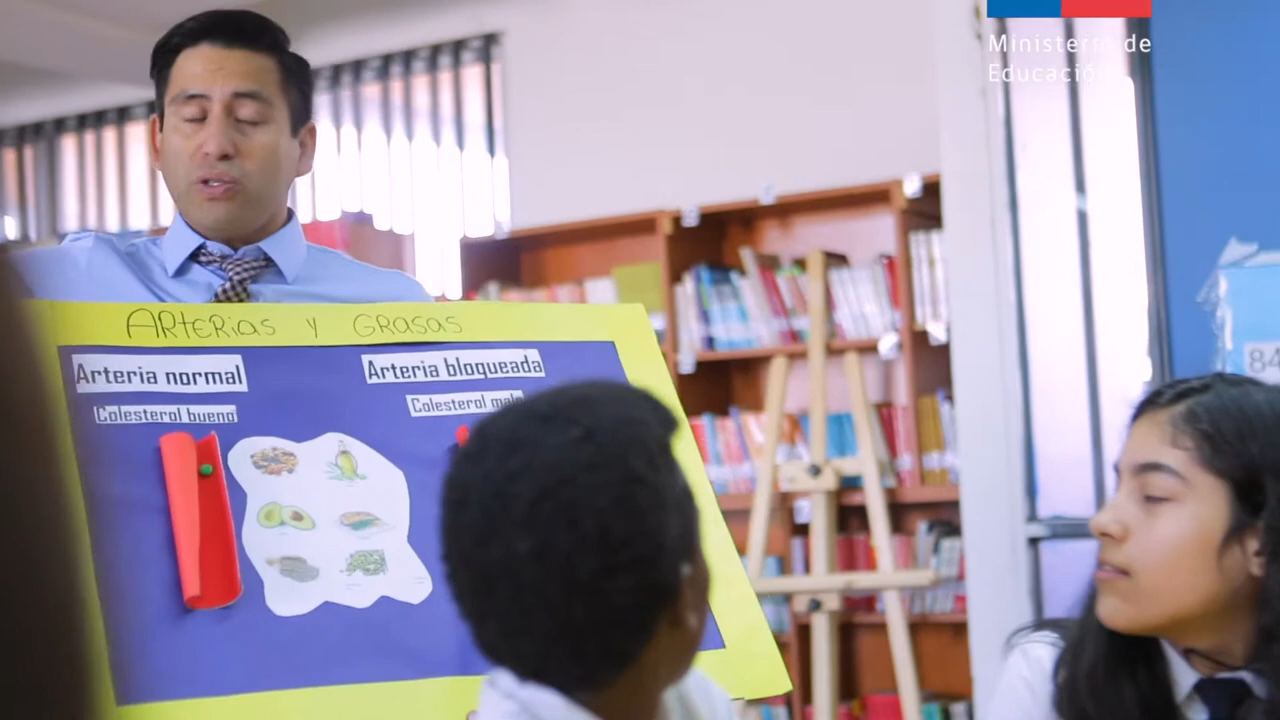 Ministerio de
Educación
ARTERIAS Y GRASAS
Arteria normal
Arteria bloqueada
Colesterol bueno
Colesterol malo
84